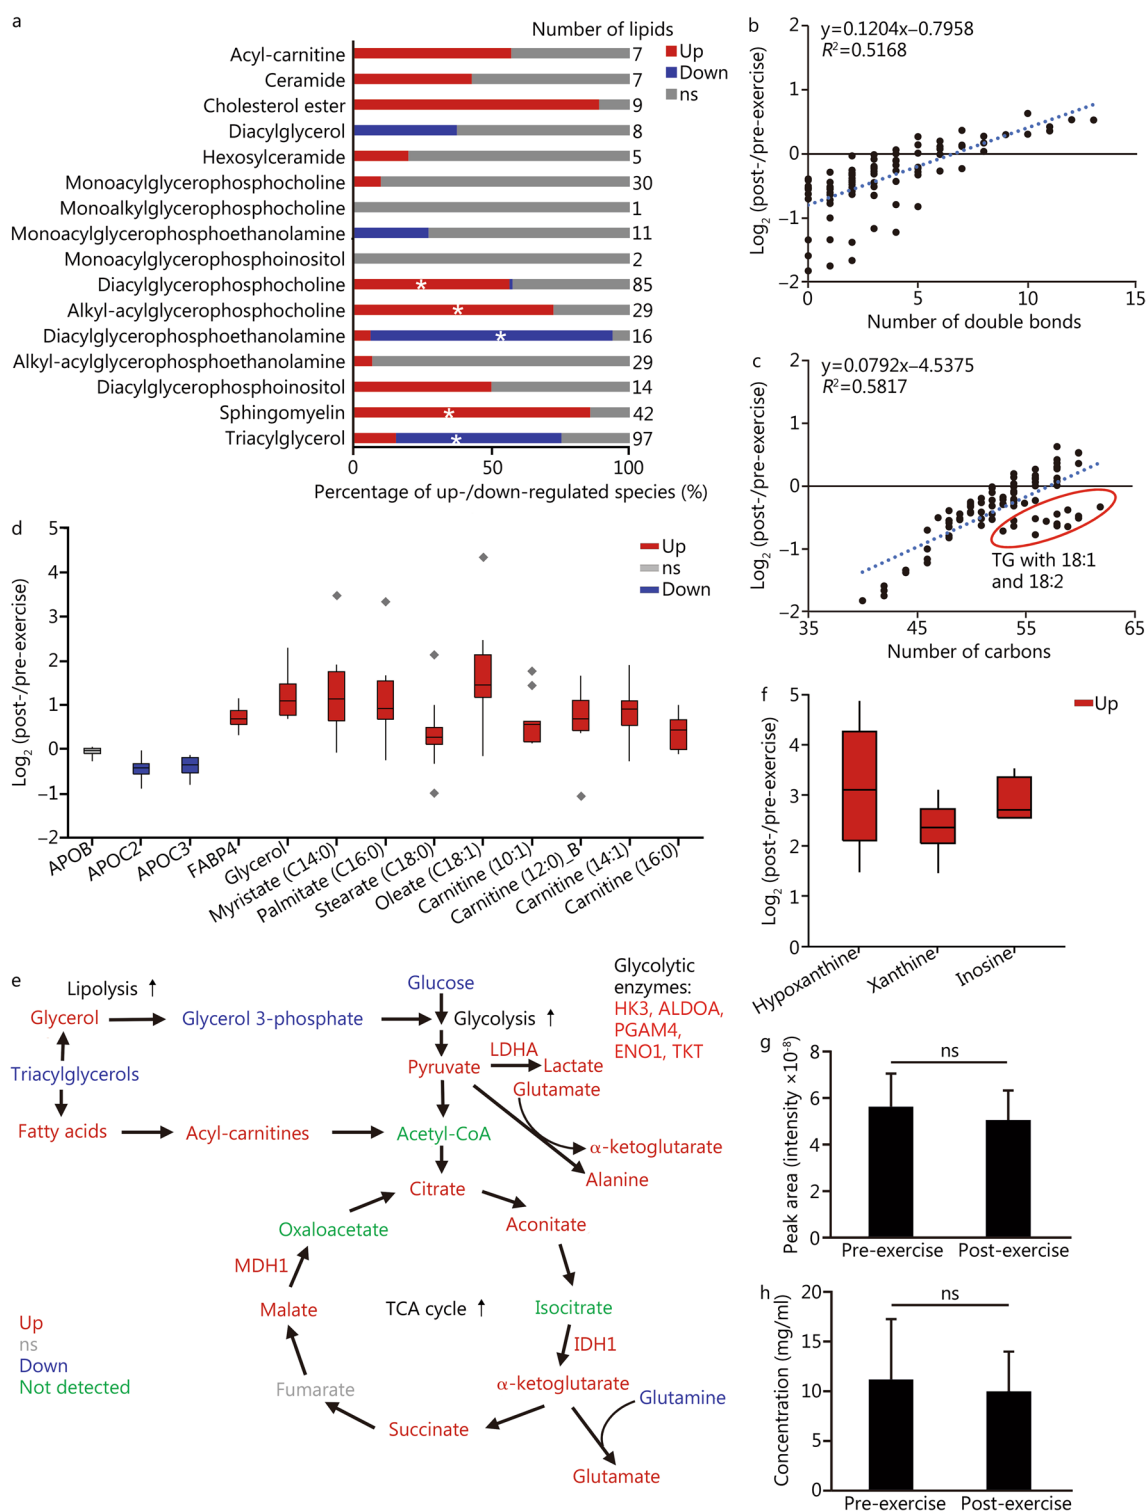 a
Number of lipids
Up
Down
ns
Acyl-carnitine 7
Ceramide 7
Cholesterol ester 9
Diacylglycerol 8
Hexosylceramide 5
Monoacylglycerophosphocholine 30
Monoalkylglycerophosphocholine 1
Monoacylglycerophosphoethanolamine 11
Monoacylglycerophosphoinositol 2
Diacylglycerophosphocholine * 85
Alkyl-acylglycerophosphocholine * 29
Diacylglycerophosphoethanolamine * 16
Alkyl-acylglycerophosphoethanolamine 29
Diacylglycerophosphoinositol 14
Sphingomyelin * 42
Triacylglycerol * 97
0 50 100
Percentage of up-/down-regulated species (%)
b
y=0.1204x−0.7958
R²=0.5168
Log₂ (post-/pre-exercise)
2
1
0
−1
−2
0 5 10 15
Number of double bonds
c
y=0.0792x−4.5375
R²=0.5817
Log₂ (post-/pre-exercise)
2
1
0
−1
−2
TG with 18:1
and 18:2
35 45 55 65
Number of carbons
d
Log₂ (post-/pre-exercise)
5
4
3
2
1
0
−1
−2
Up
ns
Down
APOB
APOC2
APOC3
FABP4
Glycerol
Myristate (C14:0)
Palmitate (C16:0)
Stearate (C18:0)
Oleate (C18:1)
Carnitine (10:1)
Carnitine (12:0)_B
Carnitine (14:1)
Carnitine (16:0)
f
Log₂ (post-/pre-exercise)
5
4
3
2
1
0
Up
Hypoxanthine
Xanthine
Inosine
e
Lipolysis ↑
Glycerol
Glycerol 3-phosphate
Glucose
Glycolysis ↑
Glycolytic
enzymes:
HK3, ALDOA,
PGAM4,
ENO1, TKT
Triacylglycerols
Pyruvate
LDHA
Lactate
Glutamate
Fatty acids
Acyl-carnitines
Acetyl-CoA
α-ketoglutarate
Alanine
Citrate
Oxaloacetate
Aconitate
MDH1
Malate
TCA cycle ↑
Isocitrate
IDH1
Fumarate
α-ketoglutarate
Glutamine
Succinate
Glutamate
Up
ns
Down
Not detected
g
Peak area (intensity ×10⁻⁸)
8
6
4
2
0
ns
Pre-exercise Post-exercise
h
Concentration (mg/ml)
20
15
10
5
0
ns
Pre-exercise Post-exercise